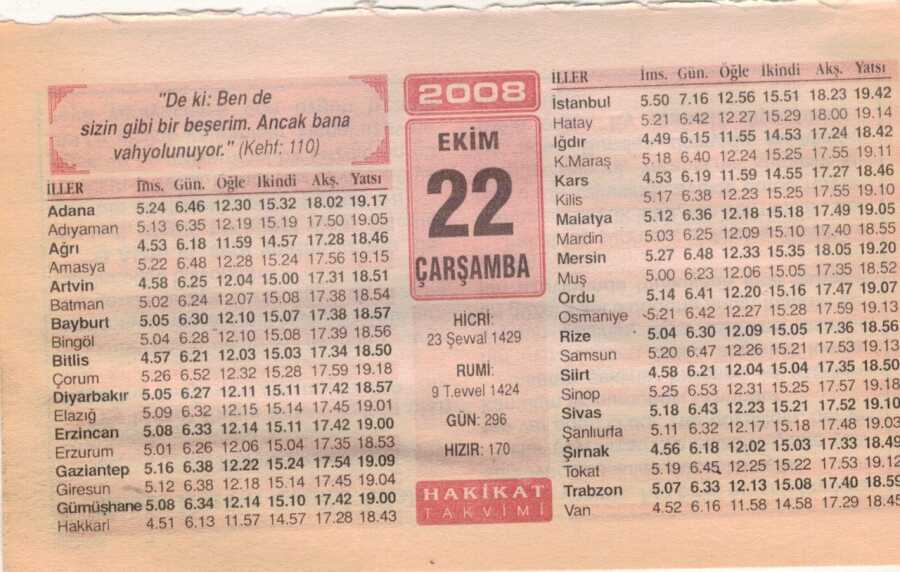 "De ki: Ben de
sizin gibi bir beşerim. Ancak bana
vahyolunuyor." (Kehf: 110)
İLLER İms. Gün. Öğle İkindi Akş. Yatsı
Adana 5.24 6.46 12.30 15.32 18.02 19.17
Adıyaman 5.13 6.35 12.19 15.19 17.50 19.05
Ağrı 4.53 6.18 11.59 14.57 17.28 18.46
Amasya 5.22 6.48 12.28 15.24 17.56 19.15
Artvin 4.58 6.25 12.04 15.00 17.31 18.51
Batman 5.02 6.24 12.07 15.08 17.38 18.54
Bayburt 5.05 6.30 12.10 15.07 17.38 18.57
Bingöl 5.04 6.28 12.10 15.08 17.39 18.56
Bitlis 4.57 6.21 12.03 15.03 17.34 18.50
Çorum 5.26 6.52 12.32 15.28 17.59 19.18
Diyarbakır 5.05 6.27 12.11 15.11 17.42 18.57
Elazığ 5.09 6.32 12.15 15.14 17.45 19.01
Erzincan 5.08 6.33 12.14 15.11 17.42 19.00
Erzurum 5.01 6.26 12.06 15.04 17.35 18.53
Gaziantep 5.16 6.38 12.22 15.24 17.54 19.09
Giresun 5.12 6.38 12.18 15.14 17.45 19.04
Gümüşhane 5.08 6.34 12.14 15.10 17.42 19.00
Hakkari 4.51 6.13 11.57 14.57 17.28 18.43
2008
EKİM
22
ÇARŞAMBA
HİCRİ:
23 Şevval 1429
RUMİ:
9 T.evvel 1424
GÜN: 296
HIZIR: 170
HAKİKAT
TAKVİMİ
İLLER İms. Gün. Öğle İkindi Akş. Yatsı
İstanbul 5.50 7.16 12.56 15.51 18.23 19.42
Hatay 5.21 6.42 12.27 15.29 18.00 19.14
Iğdır 4.49 6.15 11.55 14.53 17.24 18.42
K.Maraş 5.18 6.40 12.24 15.25 17.55 19.11
Kars 4.53 6.19 11.59 14.55 17.27 18.46
Kilis 5.17 6.38 12.23 15.25 17.55 19.10
Malatya 5.12 6.36 12.18 15.18 17.49 19.05
Mardin 5.03 6.25 12.09 15.10 17.40 18.55
Mersin 5.27 6.48 12.33 15.35 18.05 19.20
Muş 5.00 6.23 12.06 15.05 17.35 18.52
Ordu 5.14 6.41 12.20 15.16 17.47 19.07
Osmaniye 5.21 6.42 12.27 15.28 17.59 19.13
Rize 5.04 6.30 12.09 15.05 17.36 18.56
Samsun 5.20 6.47 12.26 15.21 17.53 19.13
Siirt 4.58 6.21 12.04 15.04 17.35 18.50
Sinop 5.25 6.53 12.31 15.25 17.57 19.18
Sivas 5.18 6.43 12.23 15.21 17.52 19.10
Şanlıurfa 5.11 6.32 12.17 15.18 17.48 19.03
Şırnak 4.56 6.18 12.02 15.03 17.33 18.49
Tokat 5.19 6.45 12.25 15.22 17.53 19.12
Trabzon 5.07 6.33 12.13 15.08 17.40 18.59
Van 4.52 6.16 11.58 14.58 17.29 18.45